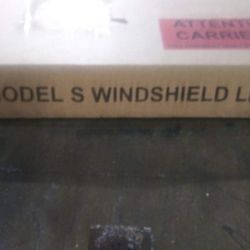 ATTENT
CARRIE
ODEL S WINDSHIELD L